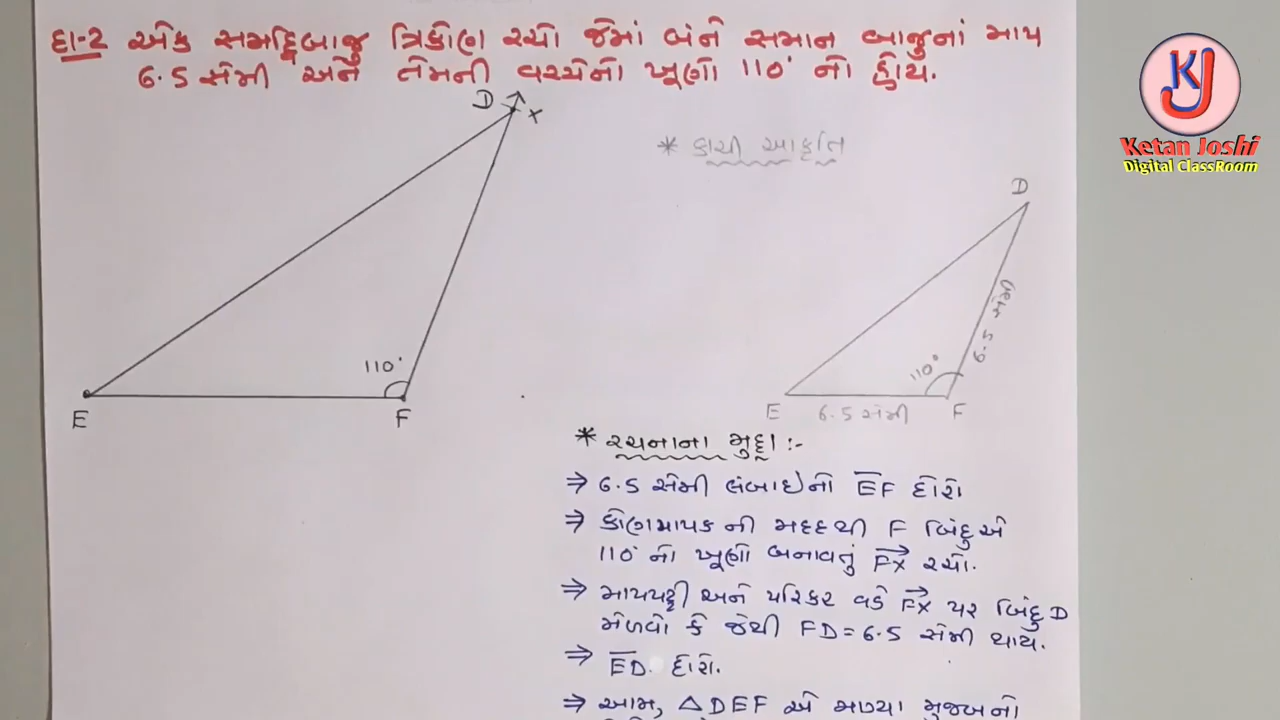 દા-2 એક સમદ્વિબાજુ ત્રિકોણ રચો જેમાં બંને સમાન બાજુનાં માપ
6.5 સેમી અને તેમની વચ્ચેનો ખૂણો 110° નો હોય.
KJ
Ketan Joshi
Digital ClassRoom
D
X
110°
E
F
* કાચી આકૃતિ
D
6.5 સેમી
110°
E
6.5 સેમી
F
* રચનાના મુદ્દા :-
⇒ 6.5 સેમી લંબાઇનો EF દોરો
⇒ કોણમાપક ની મદદથી F બિંદુએ
110° નો ખૂણો બનાવતું FX રચો.
⇒ માપપટ્ટી અને પરિકર વડે FX પર બિંદુ D
મેળવો કે જેથી FD = 6.5 સેમી થાય.
⇒ ED દોરો.
⇒ આમ, △DEF એ માપ્યા મુજબનો